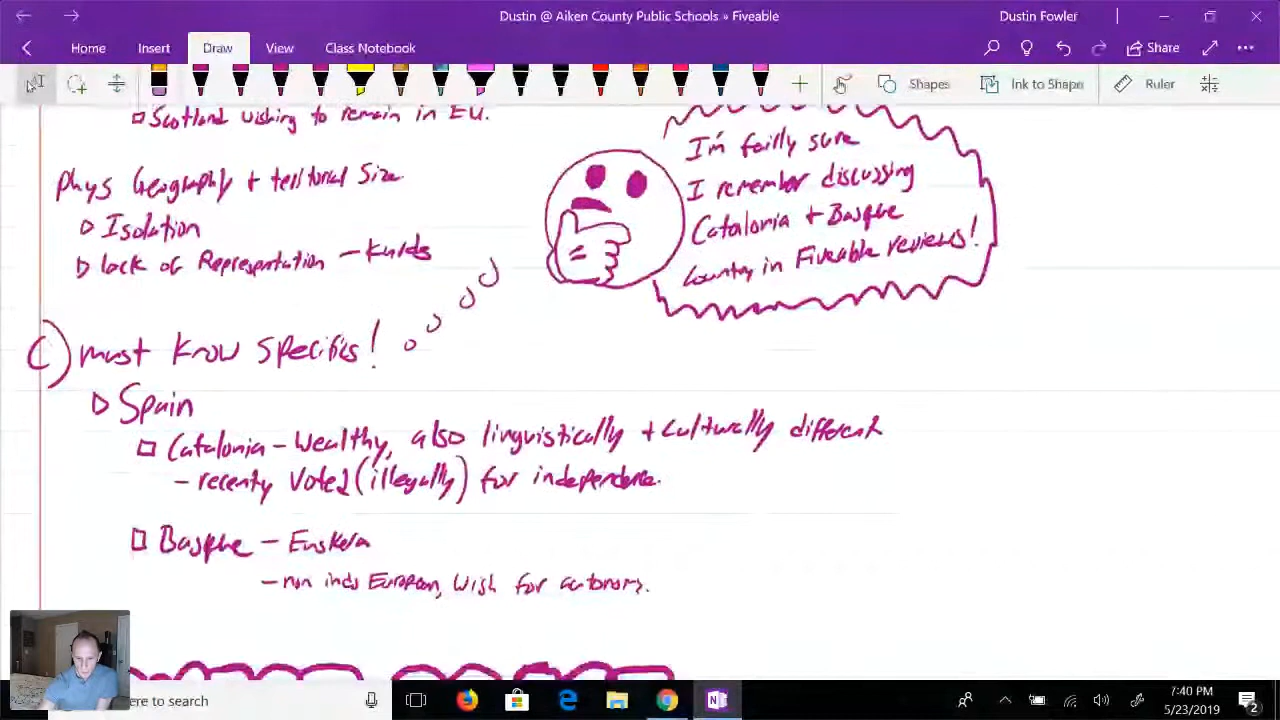 Dustin @ Aiken County Public Schools » Fiveable
Dustin Fowler
Home Insert Draw View Class Notebook
Share
Shapes Ink to Shape Ruler
Scotland wishing to remain in EU.
Phys Geography + territorial Size
Isolation
lack of Representation - Kurds
I'm fairly sure
I remember discussing
Catalonia + Basque
Country in Fiveable reviews!
C) must know specifics!
Spain
Catalonia - Wealthy, also linguistically + culturally different
- recently voted (illegally) for independence.
Basque - Euskera
- non indo European, wish for autonomy.
here to search
7:40 PM
5/23/2019
2